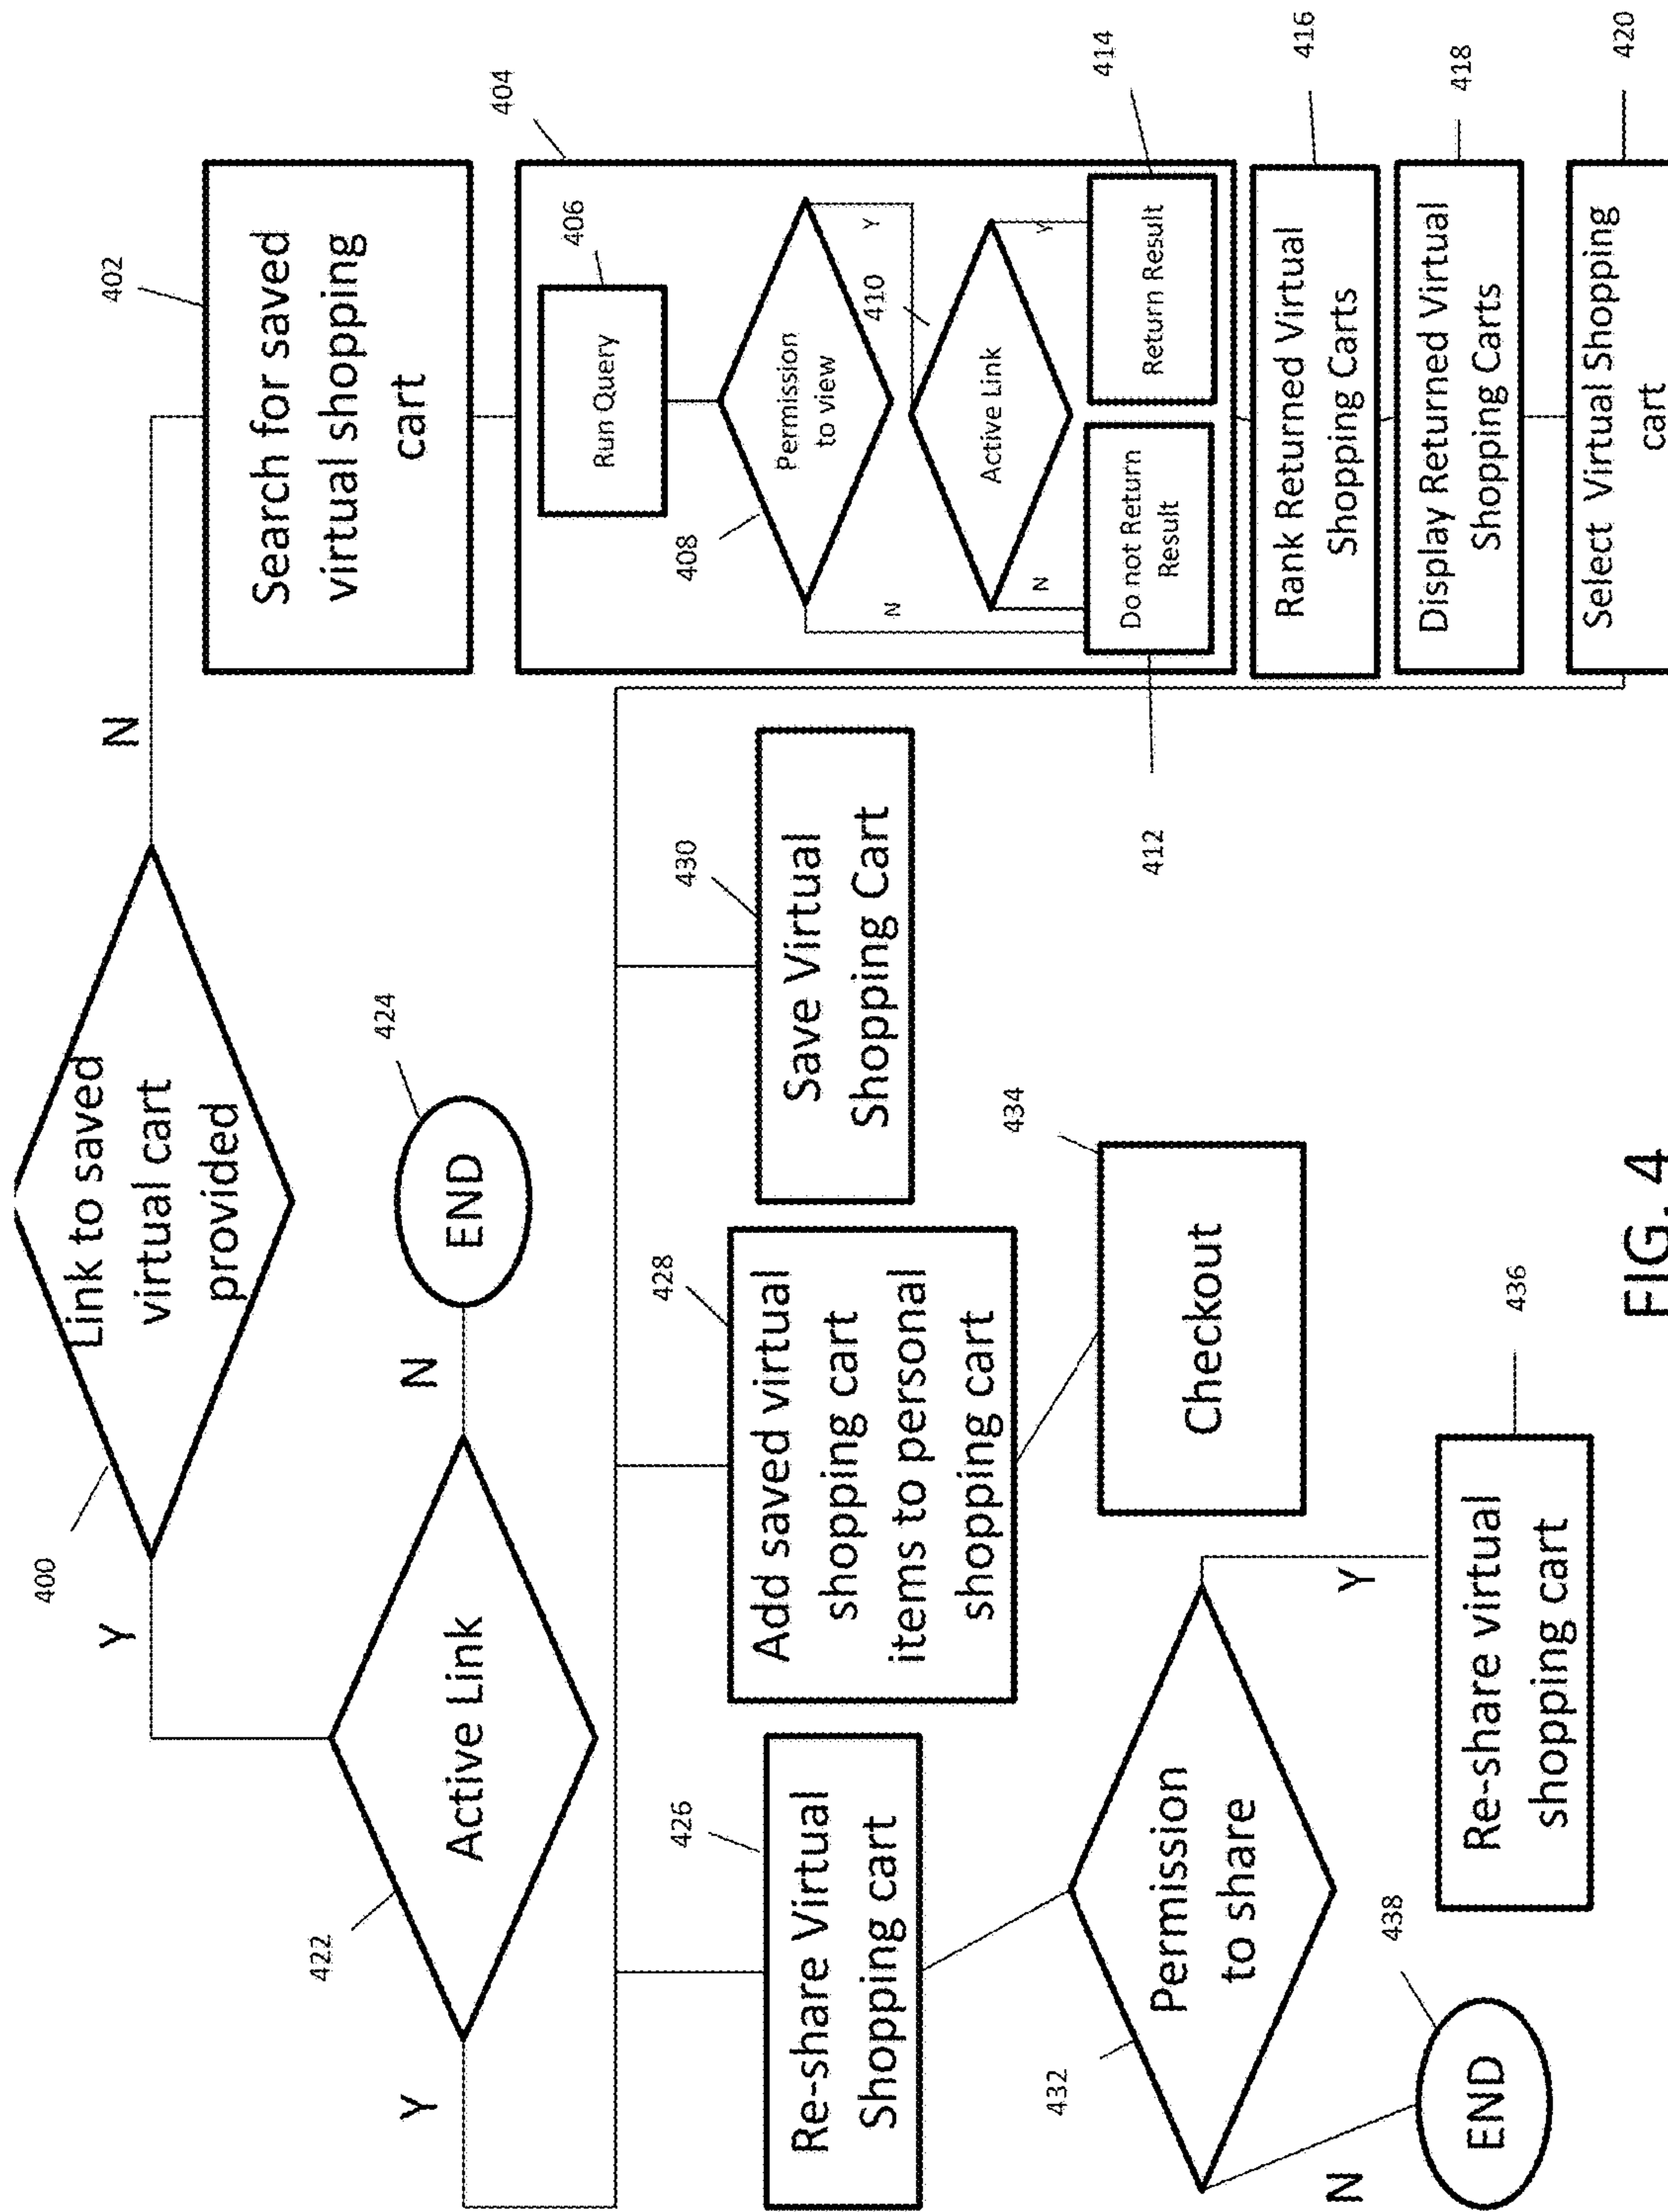 400
Link to saved
virtual cart
provided
Y
N
402
Search for saved
virtual shopping
cart
404
406
Run Query
408
Permission
to view
Y
N
410
Active Link
Y
N
412
Do not Return
Result
414
Return Result
416
Rank Returned Virtual
Shopping Carts
418
Display Returned Virtual
Shopping Carts
420
Select Virtual Shopping
cart
422
Active Link
Y
N
424
END
426
Re-share Virtual
Shopping cart
428
Add saved virtual
shopping cart
items to personal
shopping cart
430
Save Virtual
Shopping Cart
432
Permission
to share
Y
N
434
Checkout
436
Re-share virtual
shopping cart
438
END
FIG. 4